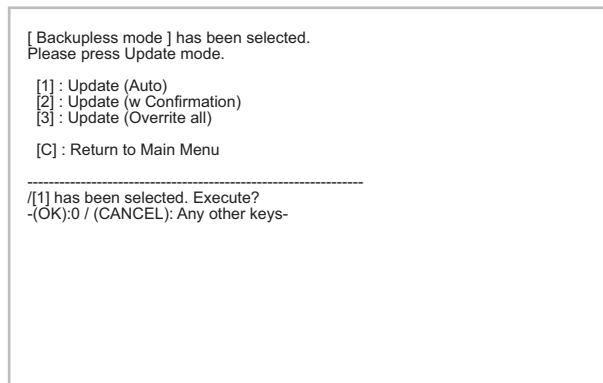 [ Backupless mode ] has been selected.
Please press Update mode.
[1] : Update (Auto)
[2] : Update (w Confirmation)
[3] : Update (Overrite all)
[C] : Return to Main Menu
---------------------------------------------------------------
/[1] has been selected. Execute?
-(OK):0 / (CANCEL): Any other keys-